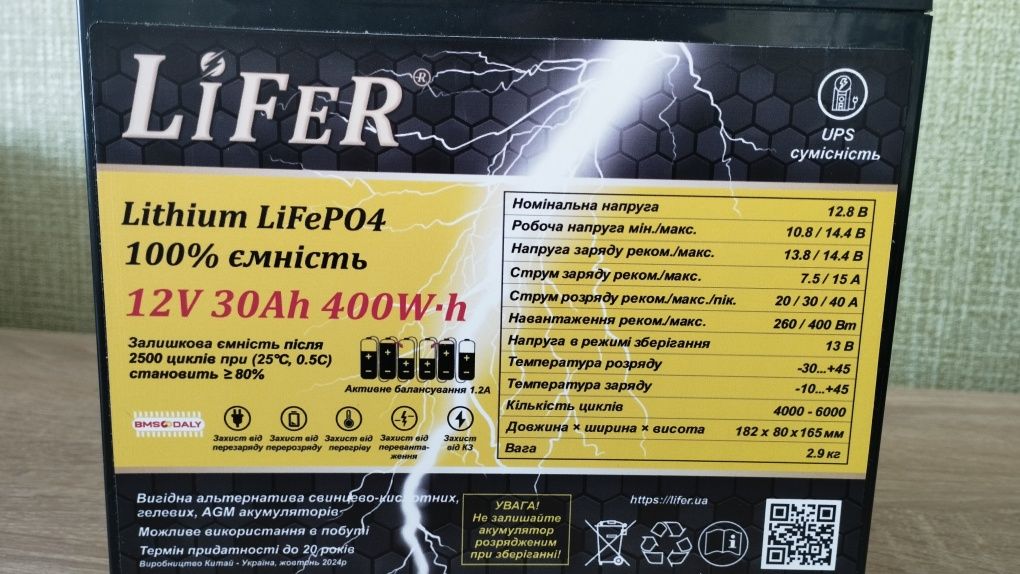 LiFeR®
UPS
сумісність
Lithium LiFePO4
100% ємність
12V 30Ah 400W·h
Залишкова ємність після
2500 циклів при (25°C, 0.5C)
становить ≥80%
Активне балансування 1.2А
BMS DALY
Захист від
перезаряду
Захист від
перерозряду
Захист від
перегріву
Захист від
переванта-
ження
Захист
від КЗ
Номінальна напруга 12.8 В
Робоча напруга мін./макс. 10.8 / 14.4 В
Напруга заряду реком./макс. 13.8 / 14.4 В
Струм заряду реком./макс. 7.5 / 15 А
Струм розряду реком./макс./пік. 20 / 30 / 40 А
Навантаження реком./макс. 260 / 400 Вт
Напруга в режимі зберігання 13 В
Температура розряду -30...+45
Температура заряду -10...+45
Кількість циклів 4000 - 6000
Довжина × ширина × висота 182 x 80 x 165 мм
Вага 2.9 кг
Вигідна альтернатива свинцево-кислотних,
гелевих, AGM акумуляторів
Можливе використання в побуті
Термін придатності до 20 років
Виробництво Китай - Україна, жовтень 2024р
УВАГА!
Не залишайте
акумулятор
розрядженим
при зберіганні!
https://lifer.ua